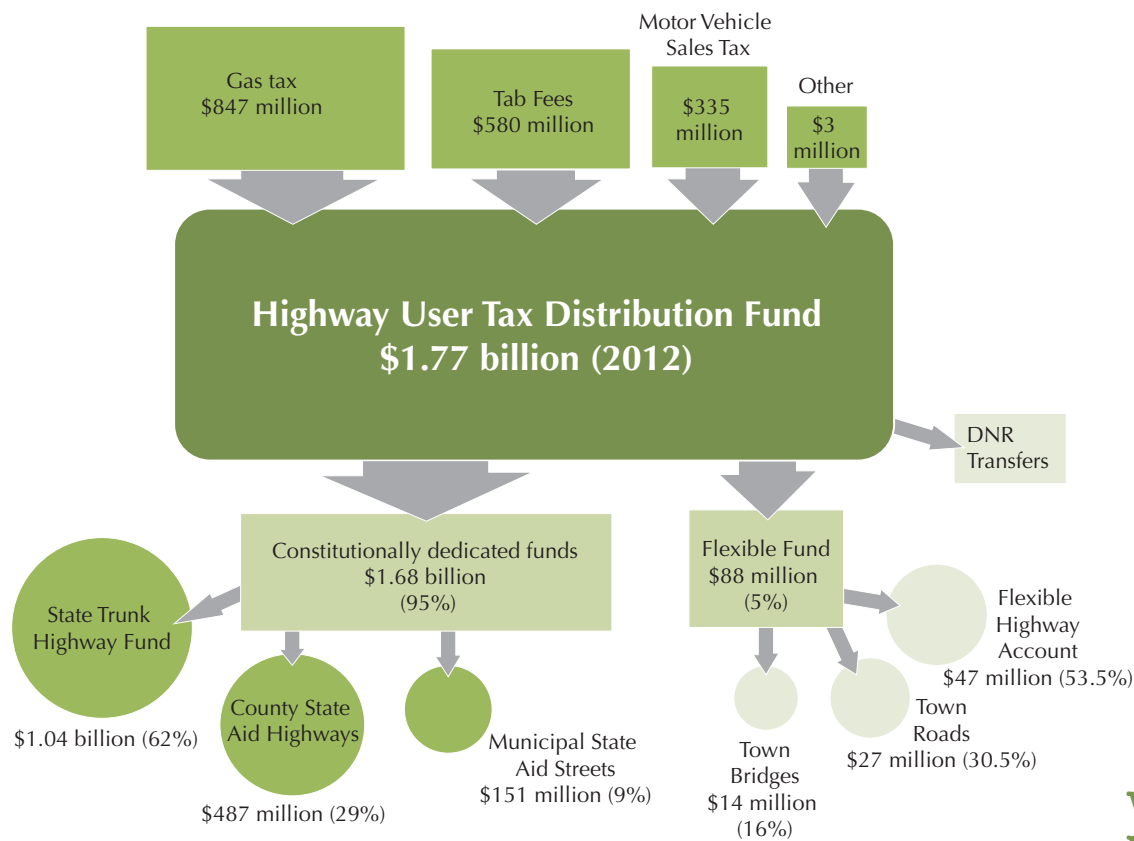 Gas tax
$847 million
Tab Fees
$580 million
Motor Vehicle
Sales Tax
$335
million
Other
$3
million
Highway User Tax Distribution Fund
$1.77 billion (2012)
DNR
Transfers
Constitutionally dedicated funds
$1.68 billion
(95%)
Flexible Fund
$88 million
(5%)
State Trunk
Highway Fund
$1.04 billion (62%)
County State
Aid Highways
$487 million (29%)
Municipal State
Aid Streets
$151 million (9%)
Town
Bridges
$14 million
(16%)
Town
Roads
$27 million (30.5%)
Flexible
Highway
Account
$47 million (53.5%)